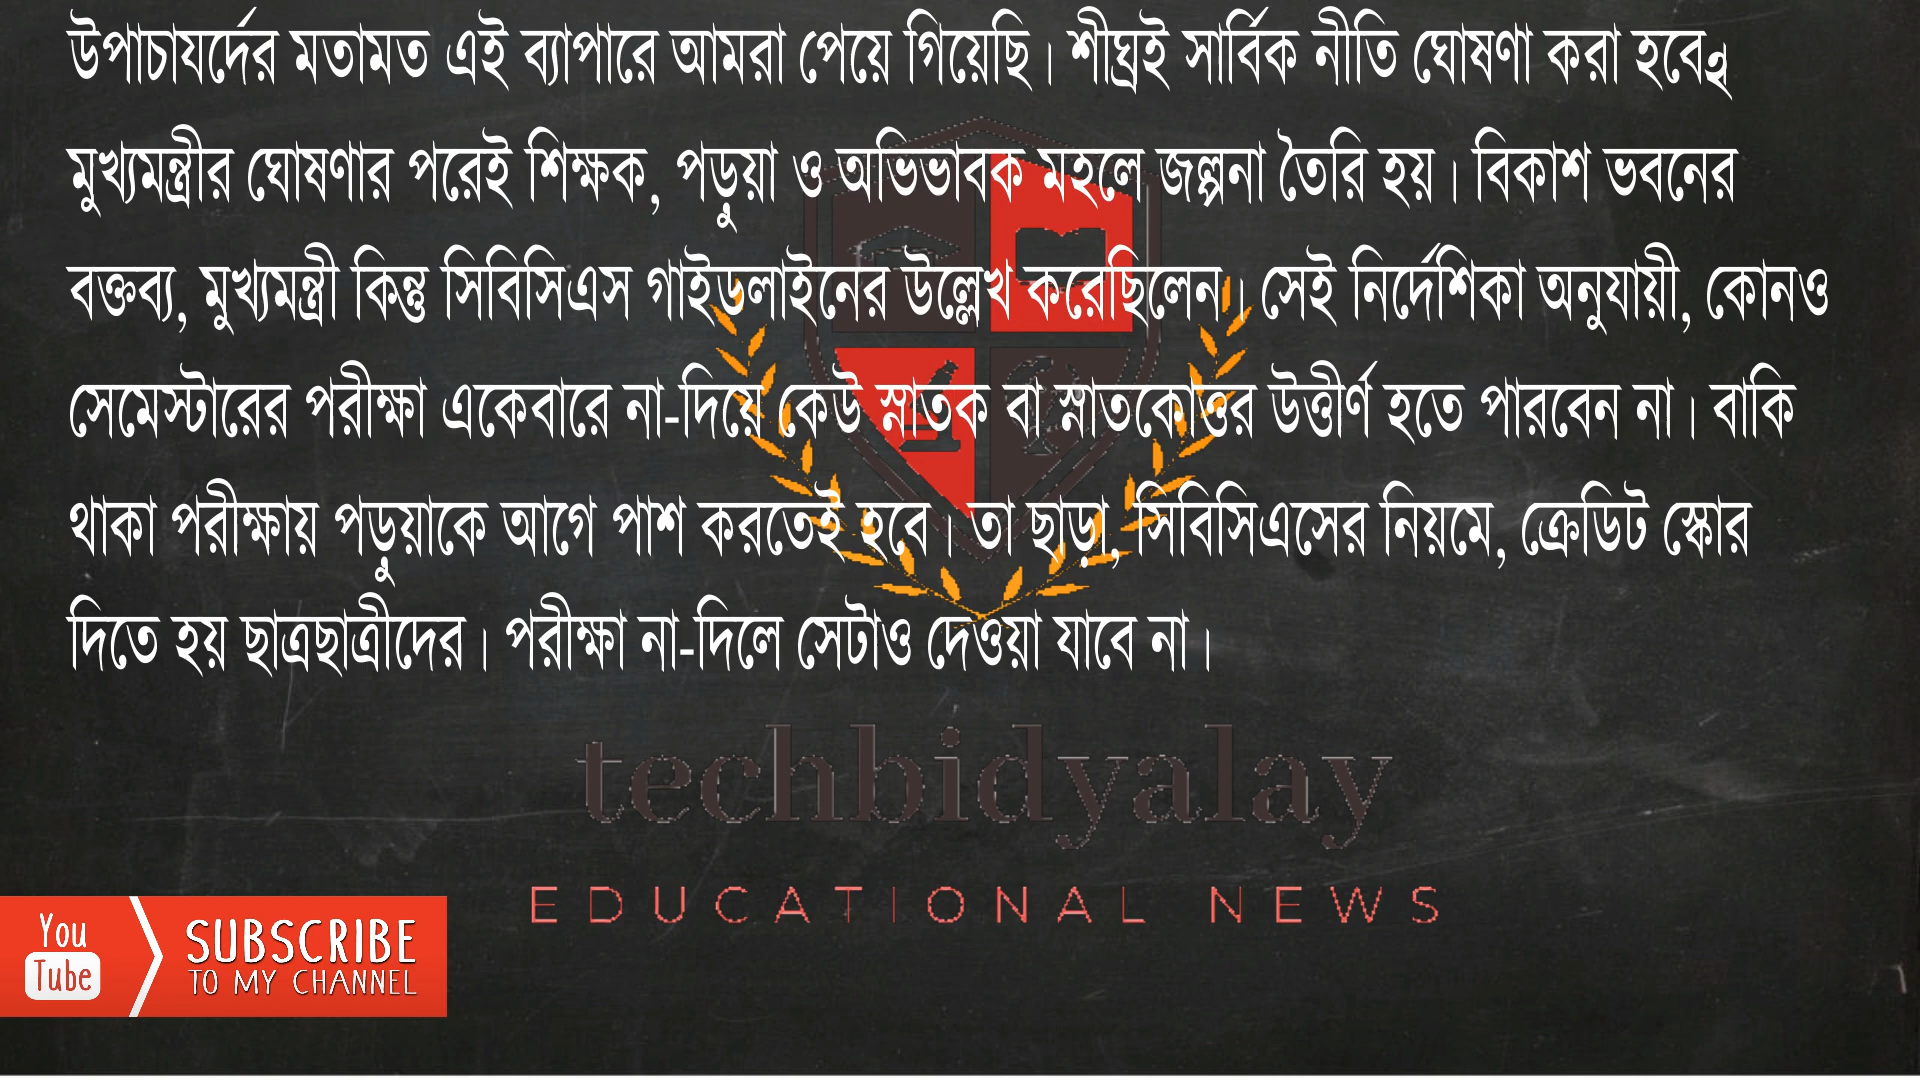 উপাচাযর্দের মতামত এই ব্যাপারে আমরা পেয়ে গিয়েছি। শীঘ্রই সার্বিক নীতি ঘোষণা করা হবে
মুখ্যমন্ত্রীর ঘোষণার পরেই শিক্ষক, পড়ুয়া ও অভিভাবক মহলে জল্পনা তৈরি হয়। বিকাশ ভবনের
বক্তব্য, মুখ্যমন্ত্রী কিন্তু সিবিসিএস গাইডলাইনের উল্লেখ করেছিলেন। সেই নির্দেশিকা অনুযায়ী, কোনও
সেমেস্টারের পরীক্ষা একেবারে না-দিয়ে কেউ স্নাতক বা স্নাতকোত্তর উত্তীর্ণ হতে পারবেন না। বাকি
থাকা পরীক্ষায় পড়ুয়াকে আগে পাশ করতেই হবে। তা ছাড়া, সিবিসিএসের নিয়মে, ক্রেডিট স্কোর
দিতে হয় ছাত্রছাত্রীদের। পরীক্ষা না-দিলে সেটাও দেওয়া যাবে না।
techbidyalay
EDUCATIONAL NEWS
You
Tube
SUBSCRIBE
TO MY CHANNEL